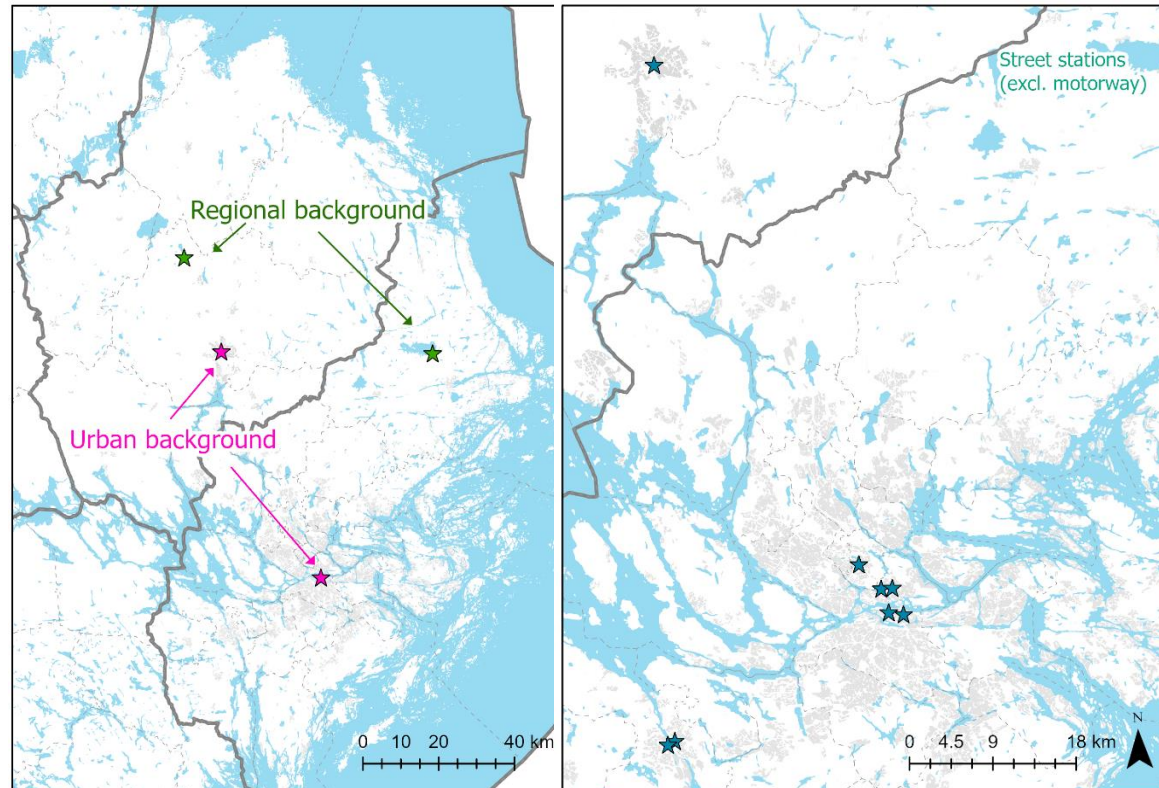 Regional background
Urban background
0 10 20 40 km
Street stations
(excl. motorway)
N
0 4.5 9 18 km